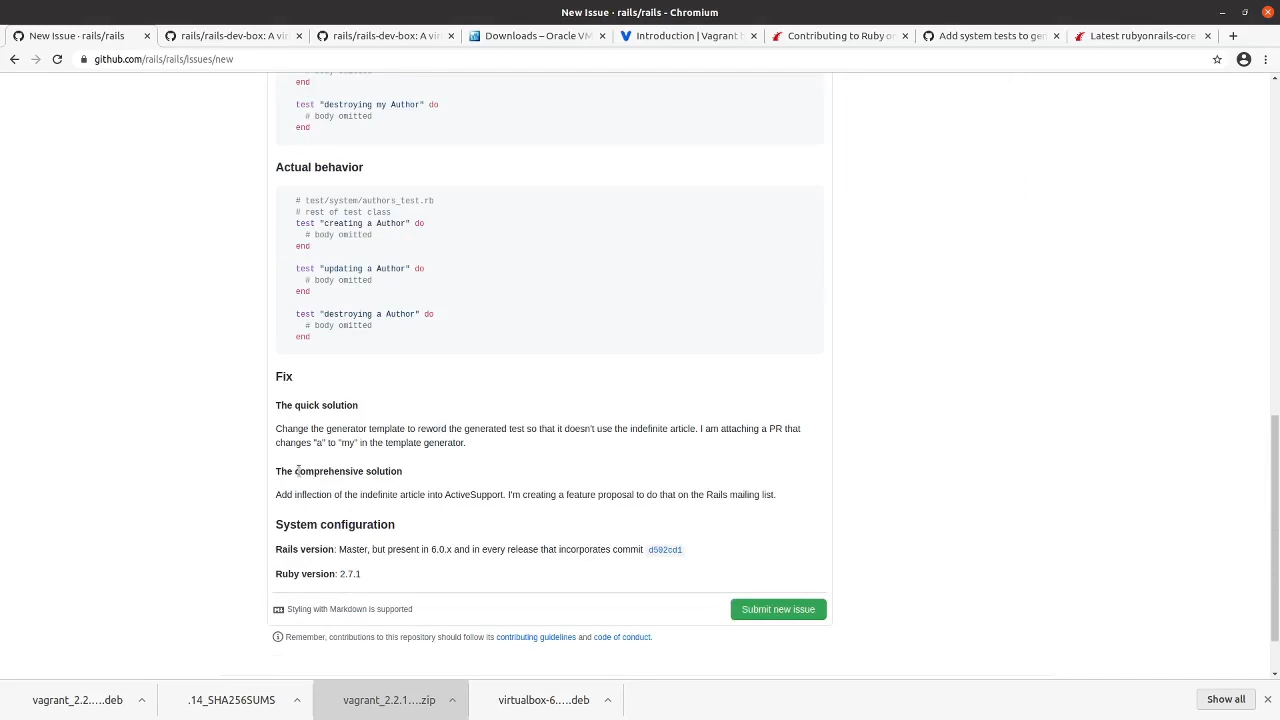 New Issue · rails/rails - Chromium
New Issue · rails/rails
rails/rails-dev-box: A vi
rails/rails-dev-box: A vi
Downloads – Oracle VM
Introduction | Vagrant b
Contributing to Ruby o
Add system tests to gen
Latest rubyonrails-core
github.com/rails/rails/issues/new
# body omitted
end
test "destroying my Author" do
# body omitted
end
Actual behavior
# test/system/authors_test.rb
# rest of test class
test "creating a Author" do
# body omitted
end
test "updating a Author" do
# body omitted
end
test "destroying a Author" do
# body omitted
end
Fix
The quick solution
Change the generator template to reword the generated test so that it doesn't use the indefinite article. I am attaching a PR that
changes "a" to "my" in the template generator.
The comprehensive solution
Add inflection of the indefinite article into ActiveSupport. I'm creating a feature proposal to do that on the Rails mailing list.
System configuration
Rails version: Master, but present in 6.0.x and in every release that incorporates commit d502cd1
Ruby version: 2.7.1
Styling with Markdown is supported
Submit new issue
Remember, contributions to this repository should follow its contributing guidelines and code of conduct.
vagrant_2.2.....deb
.14_SHA256SUMS
vagrant_2.2.1....zip
virtualbox-6.....deb
Show all